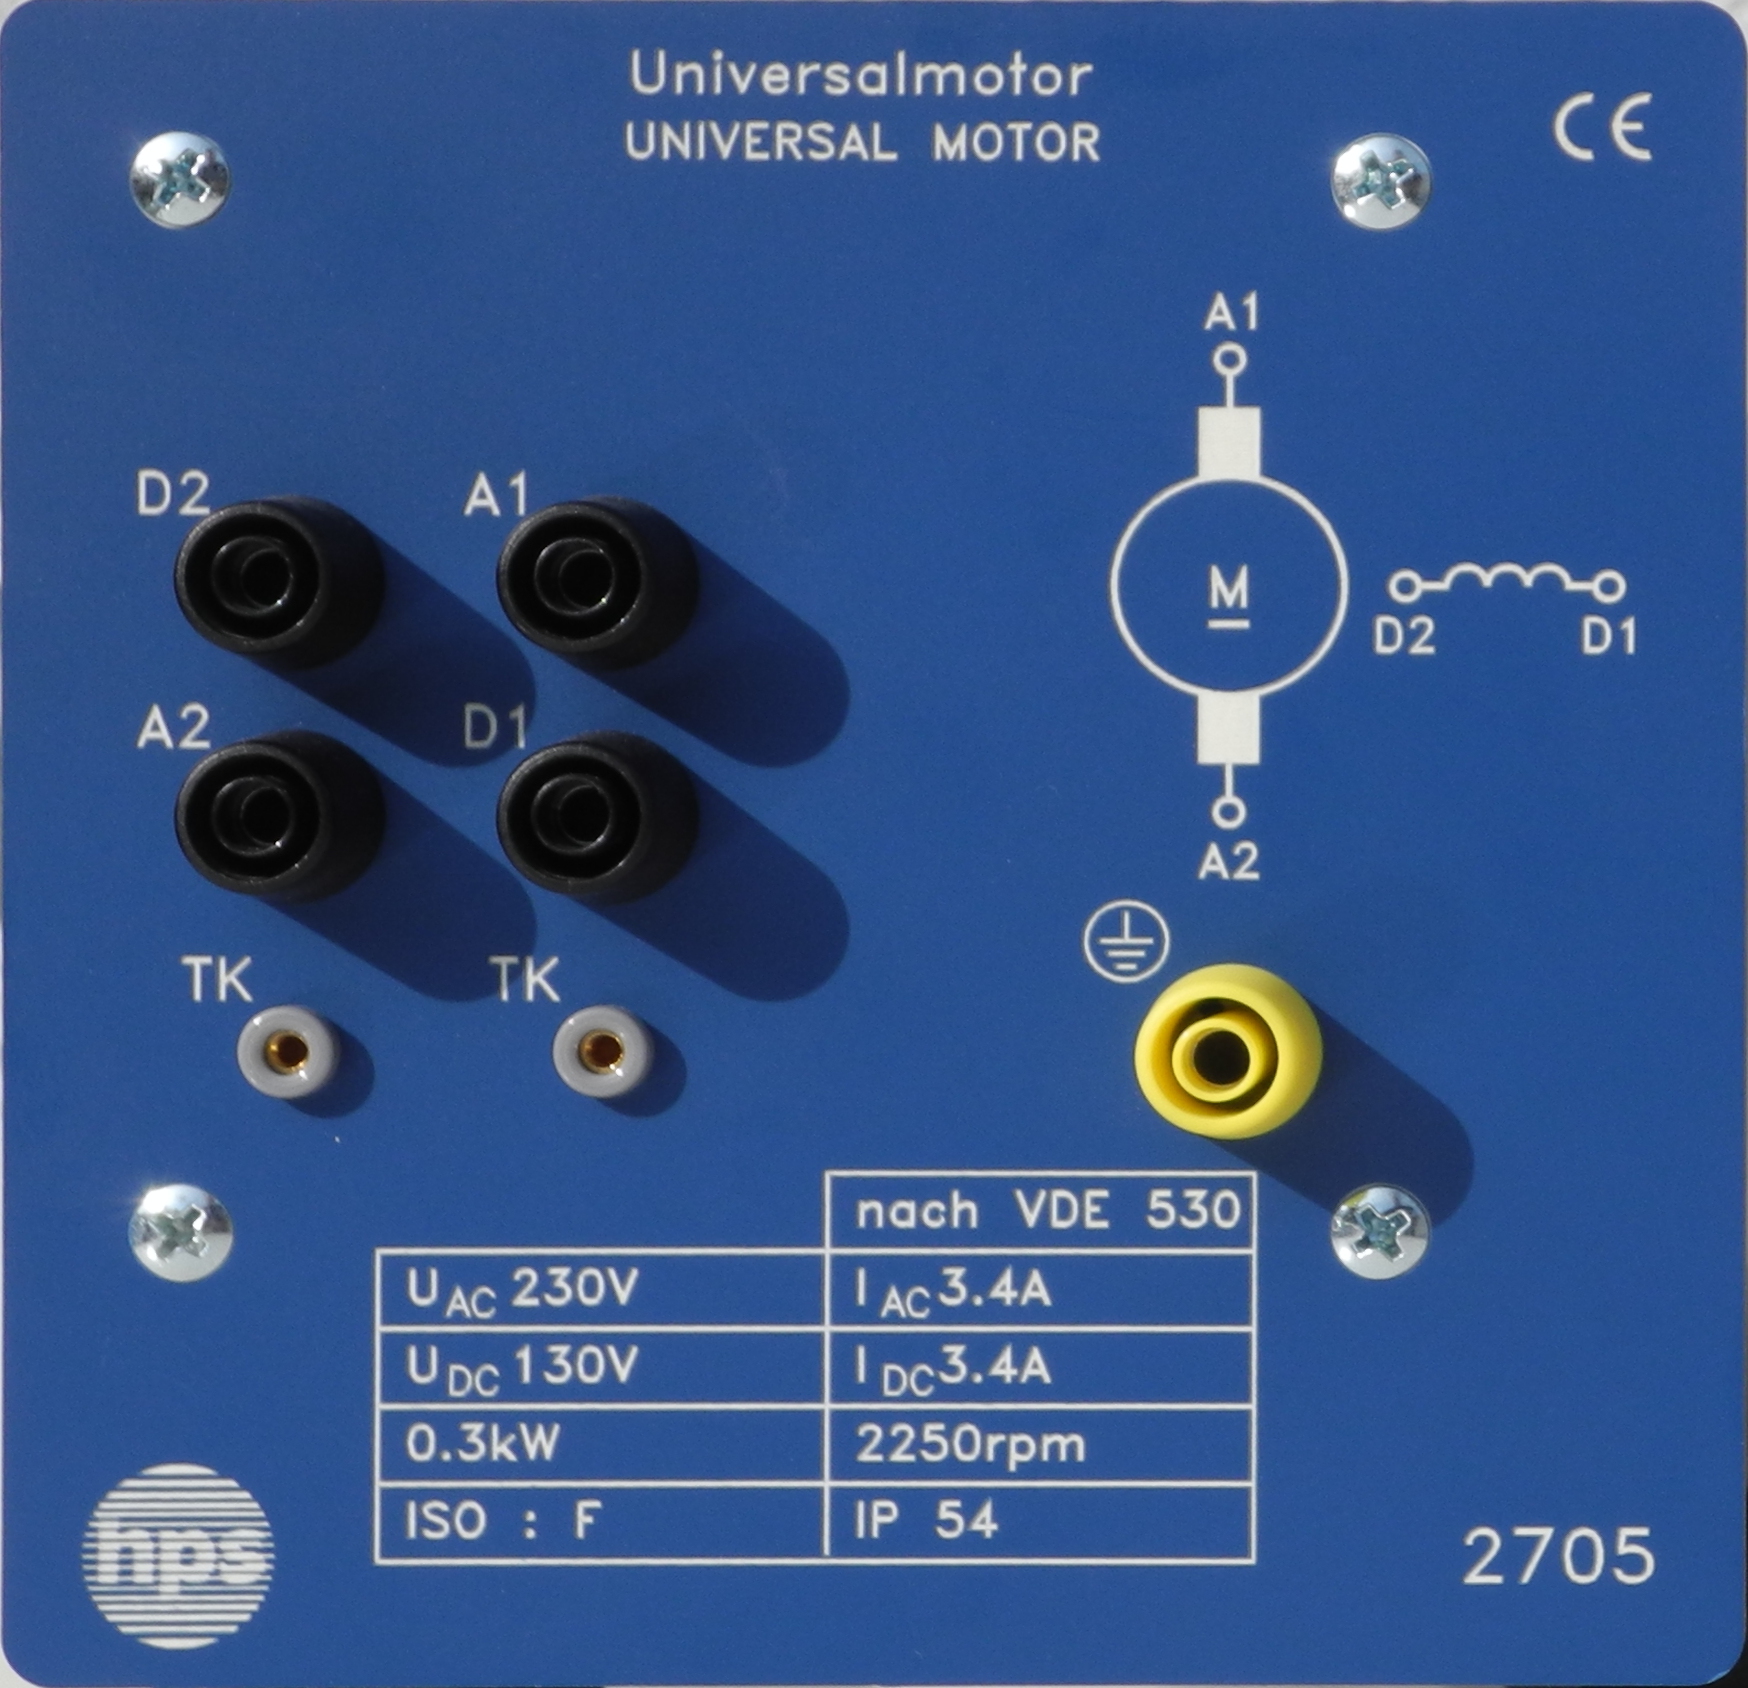 Universalmotor
UNIVERSAL MOTOR
CE
A1
D2 A1
M
D2 D1
A2 D1
A2
TK TK
nach VDE 530
UAC 230V IAC 3.4A
UDC 130V IDC 3.4A
0.3kW 2250rpm
ISO : F IP 54
hps
2705